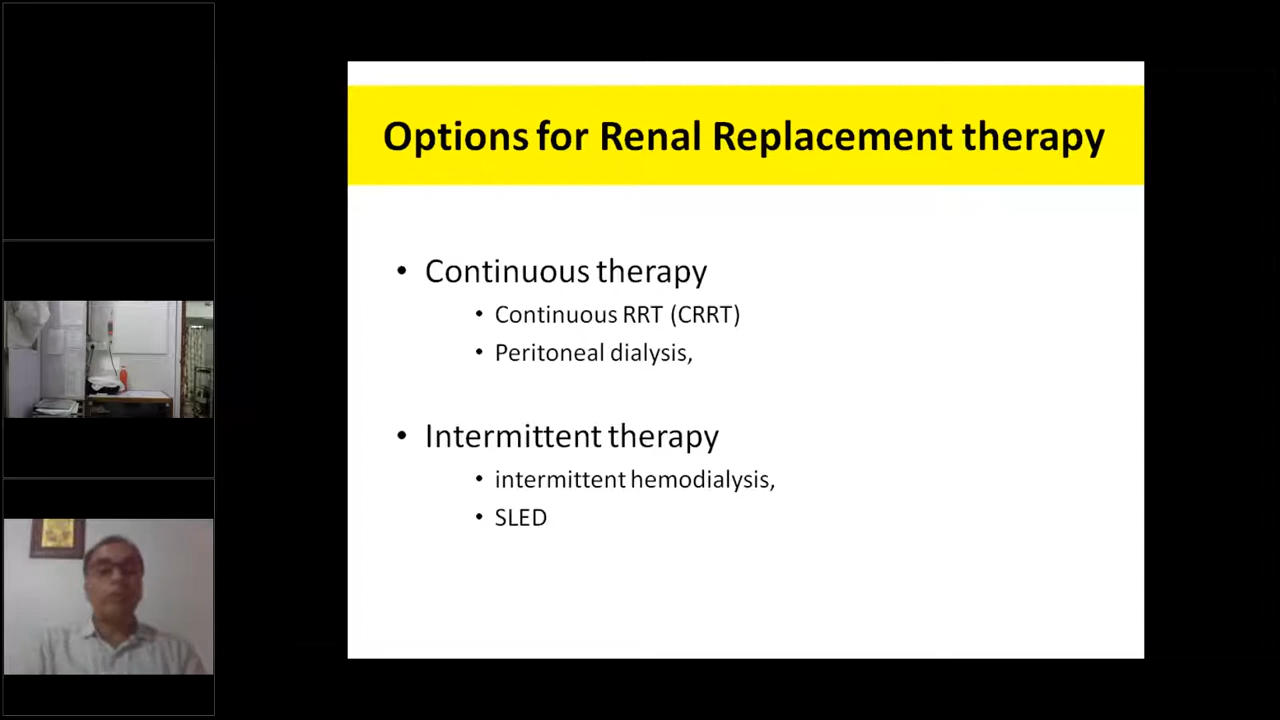 Options for Renal Replacement therapy
• Continuous therapy
• Continuous RRT (CRRT)
• Peritoneal dialysis,
• Intermittent therapy
• intermittent hemodialysis,
• SLED